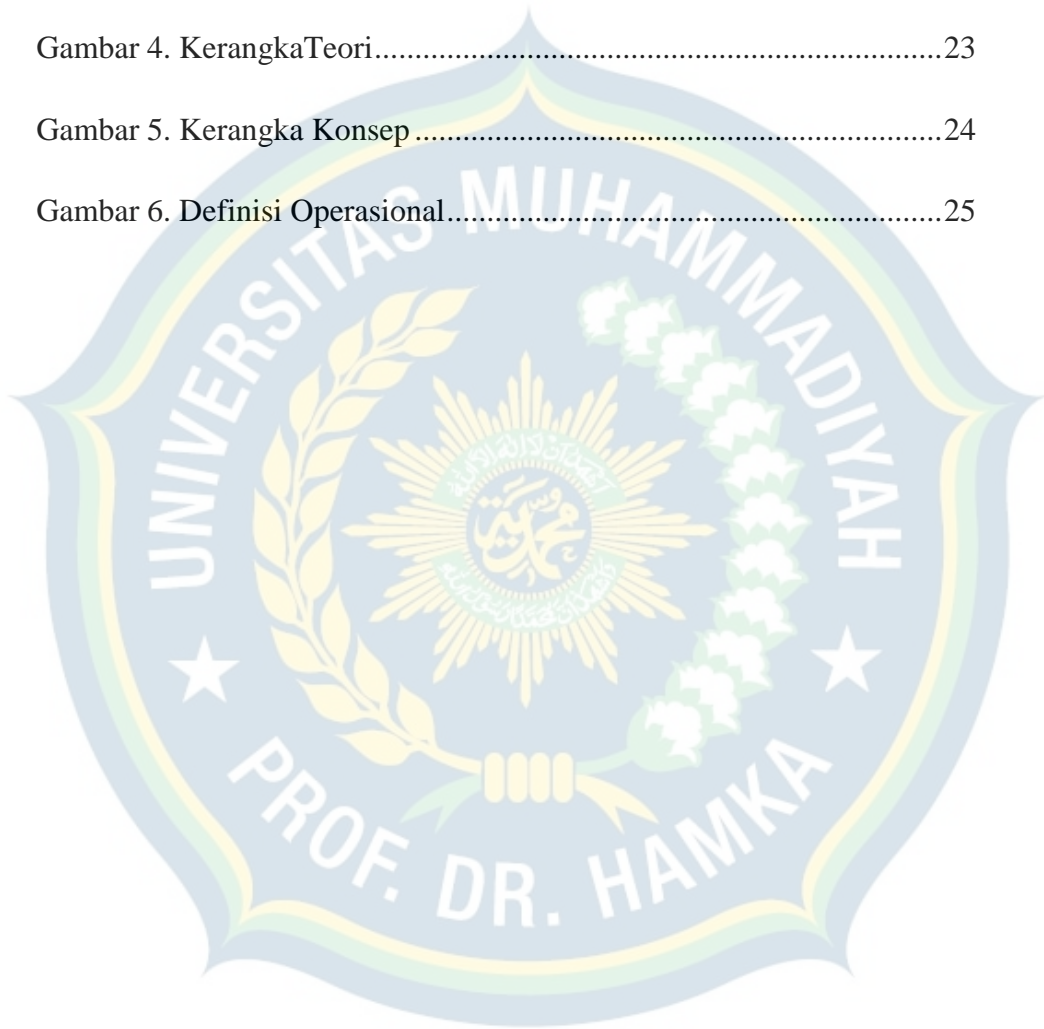 Gambar 4. KerangkaTeori....................................................................23
Gambar 5. Kerangka Konsep...............................................................24
Gambar 6. Definisi Operasional...........................................................25
UNIVERSITAS MUHAMMADIYAH
PROF. DR. HAMKA